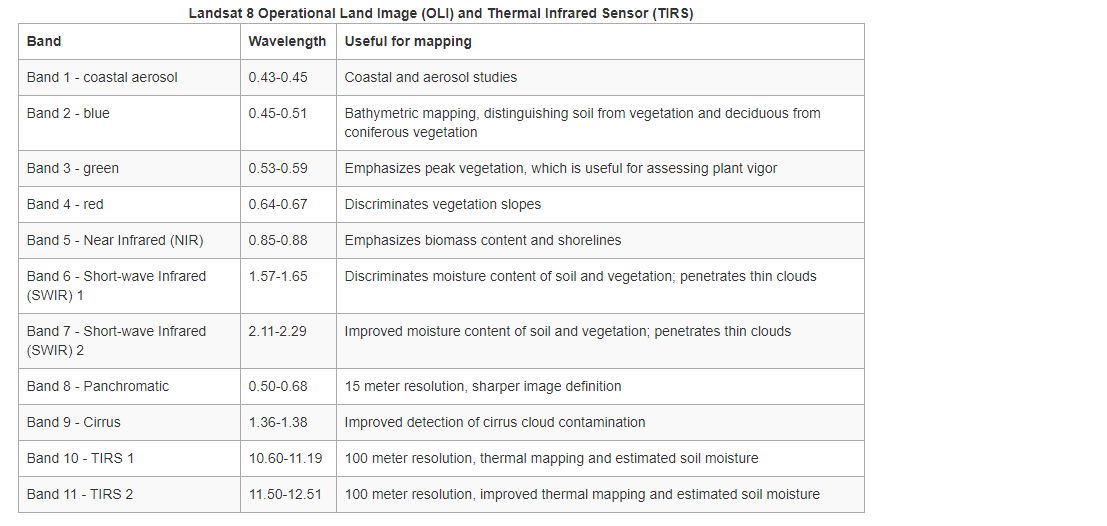 Landsat 8 Operational Land Image (OLI) and Thermal Infrared Sensor (TIRS)
Band Wavelength Useful for mapping
Band 1 - coastal aerosol 0.43-0.45 Coastal and aerosol studies
Band 2 - blue 0.45-0.51 Bathymetric mapping, distinguishing soil from vegetation and deciduous from
coniferous vegetation
Band 3 - green 0.53-0.59 Emphasizes peak vegetation, which is useful for assessing plant vigor
Band 4 - red 0.64-0.67 Discriminates vegetation slopes
Band 5 - Near Infrared (NIR) 0.85-0.88 Emphasizes biomass content and shorelines
Band 6 - Short-wave Infrared 1.57-1.65 Discriminates moisture content of soil and vegetation; penetrates thin clouds
(SWIR) 1
Band 7 - Short-wave Infrared 2.11-2.29 Improved moisture content of soil and vegetation; penetrates thin clouds
(SWIR) 2
Band 8 - Panchromatic 0.50-0.68 15 meter resolution, sharper image definition
Band 9 - Cirrus 1.36-1.38 Improved detection of cirrus cloud contamination
Band 10 - TIRS 1 10.60-11.19 100 meter resolution, thermal mapping and estimated soil moisture
Band 11 - TIRS 2 11.50-12.51 100 meter resolution, improved thermal mapping and estimated soil moisture